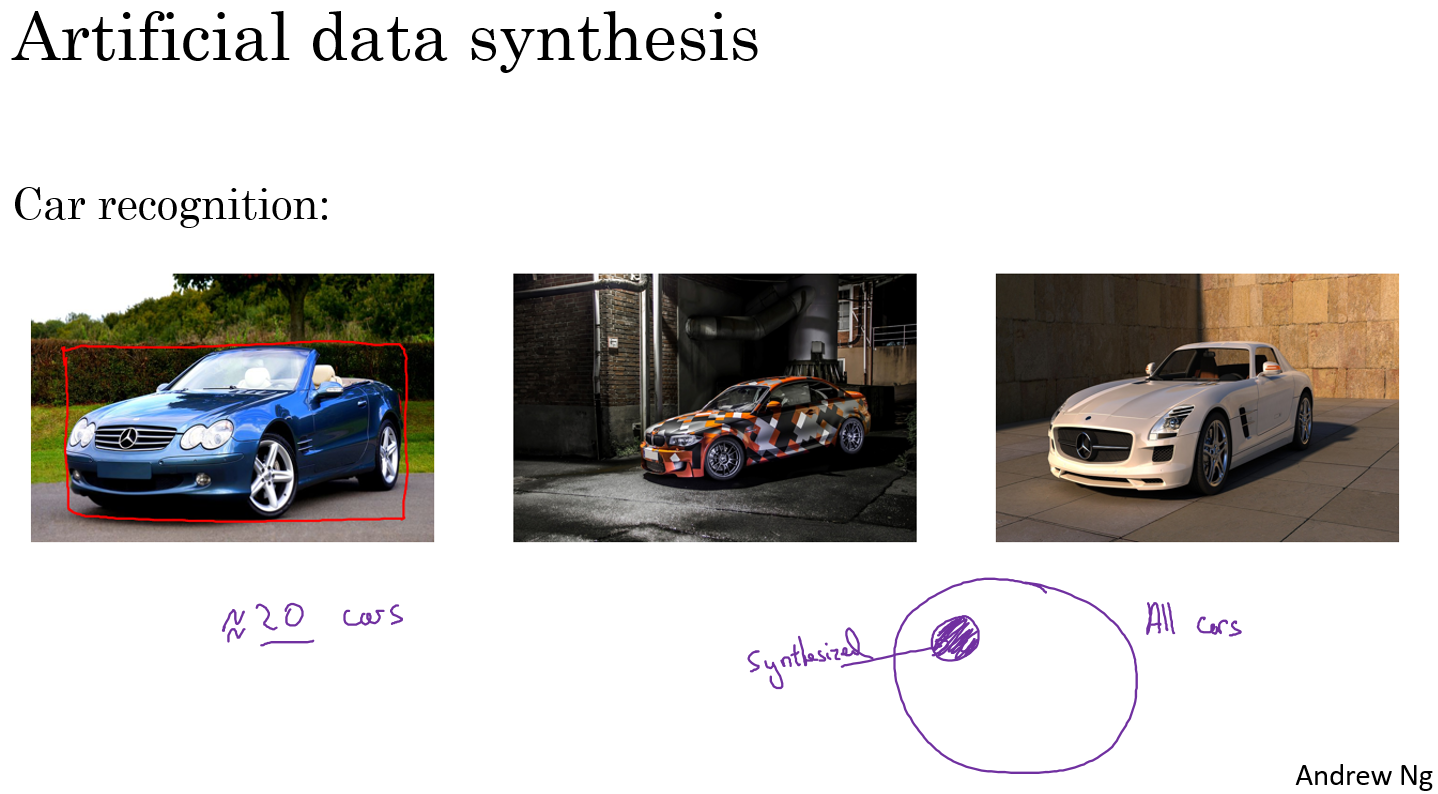 Artificial data synthesis
Car recognition:
≈ 20 cars
Synthesized
All cars
Andrew Ng